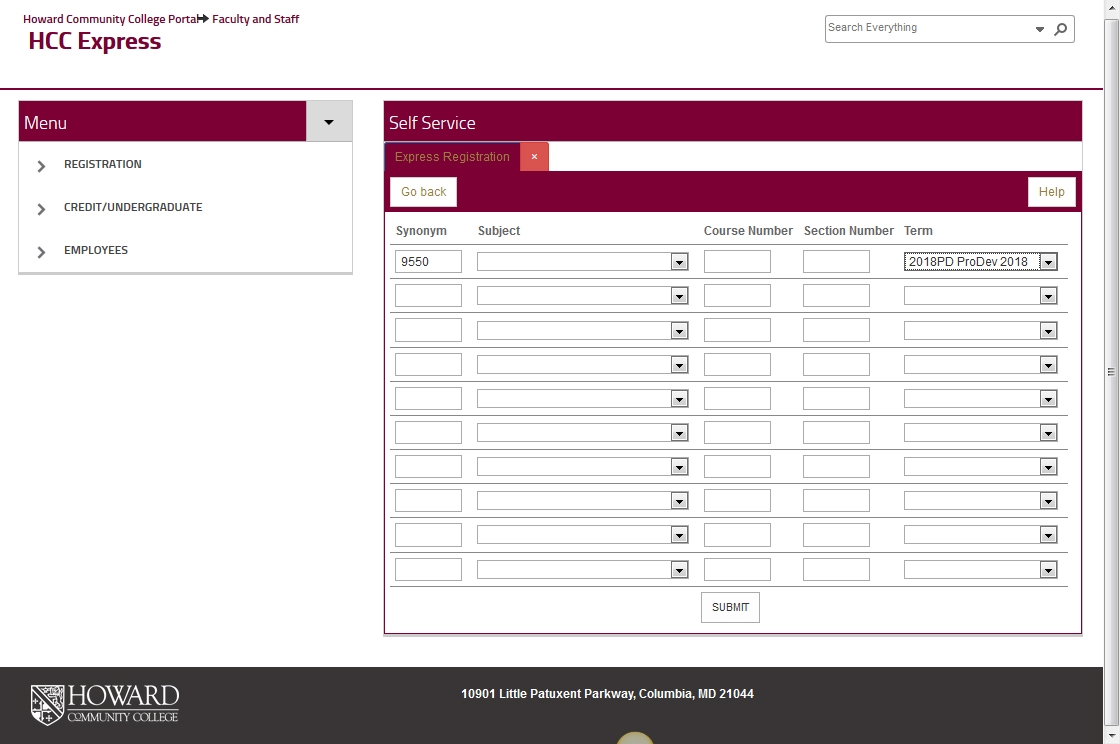 Howard Community College Portal Faculty and Staff
HCC Express
Search Everything
Menu
REGISTRATION
CREDIT/UNDERGRADUATE
EMPLOYEES
Self Service
Express Registration ×
Go back Help
Synonym Subject Course Number Section Number Term
9550 2018PD ProDev 2018
SUBMIT
HOWARD
COMMUNITY COLLEGE
10901 Little Patuxent Parkway, Columbia, MD 21044